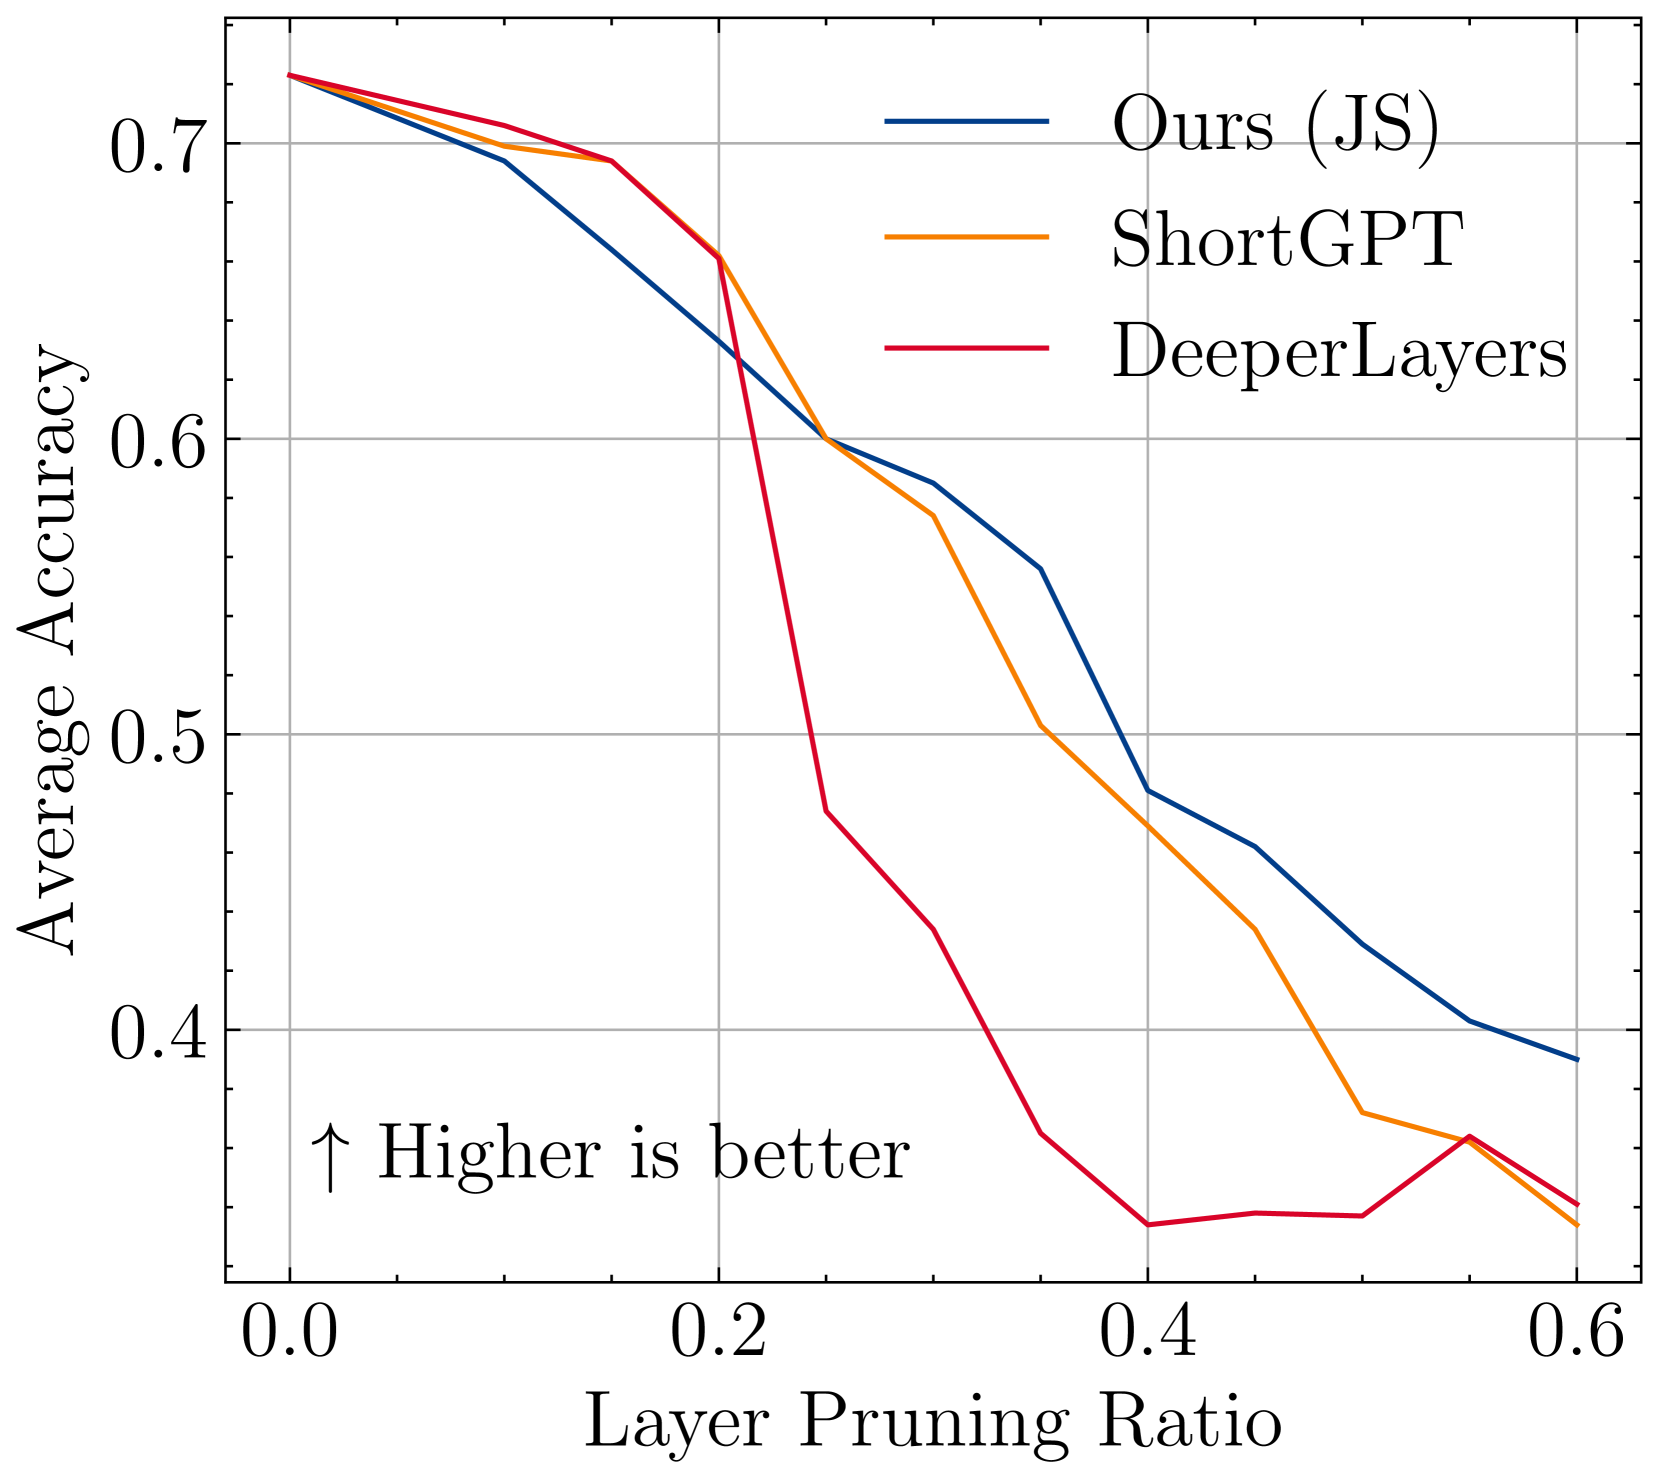 Ours (JS)
ShortGPT
DeeperLayers
0.7
0.6
0.5
0.4
Average Accuracy
↑ Higher is better
0.0 0.2 0.4 0.6
Layer Pruning Ratio